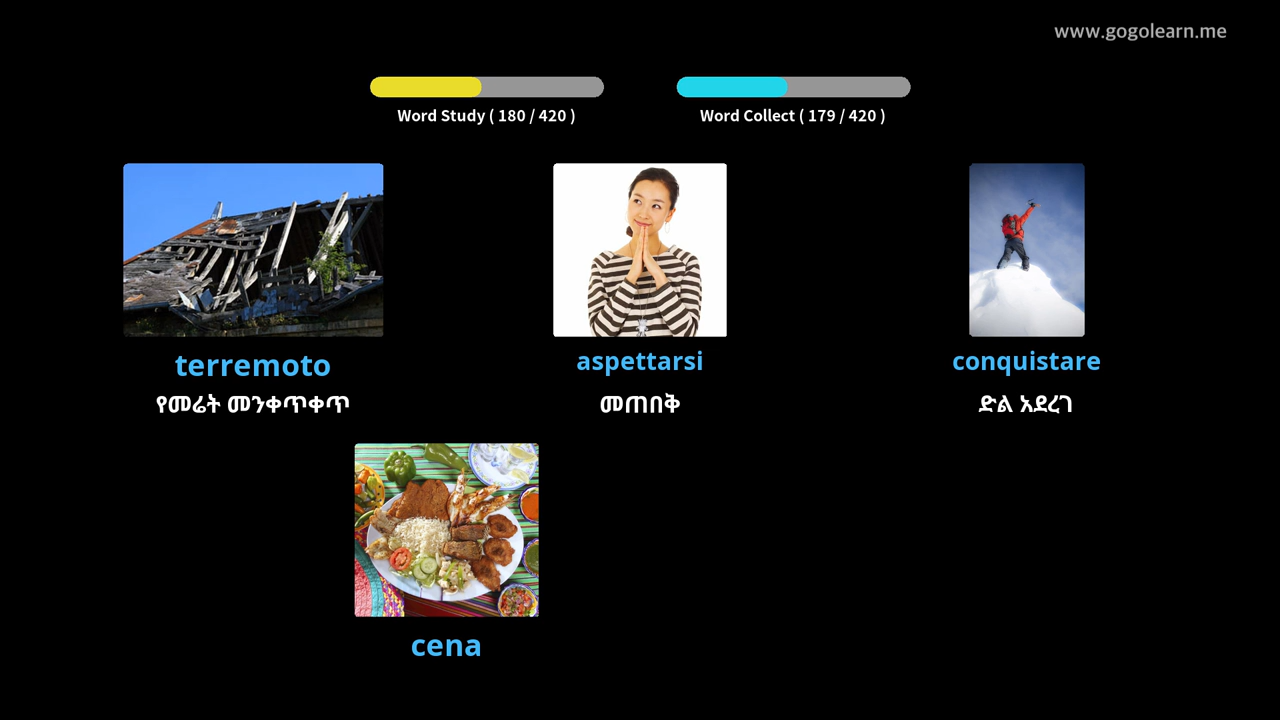 www.gogolearn.me
Word Study ( 180 / 420 )
Word Collect ( 179 / 420 )
terremoto
aspettarsi
conquistare
የመሬት መንቀጥቀጥ
መጠበቅ
ድል አደረገ
cena